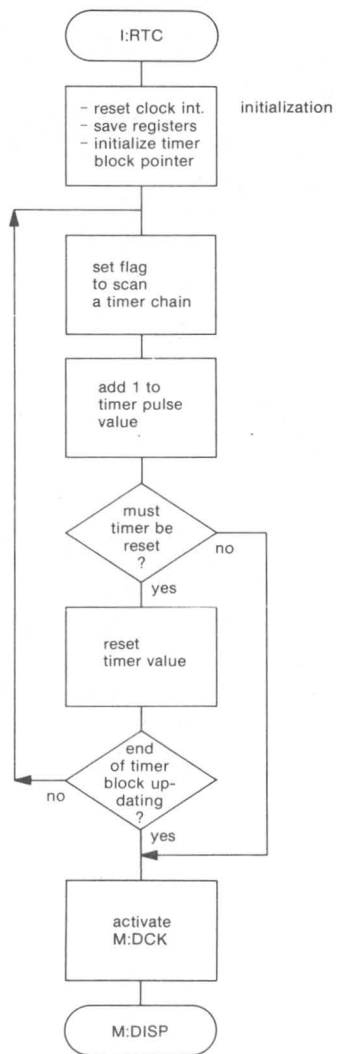 I:RTC
- reset clock int.
- save registers
- initialize timer
block pointer
initialization
set flag
to scan
a timer chain
add 1 to
timer pulse
value
must
timer be
reset
?
no
yes
reset
timer value
end
of timer
block up-
dating
?
no
yes
activate
M:DCK
M:DISP